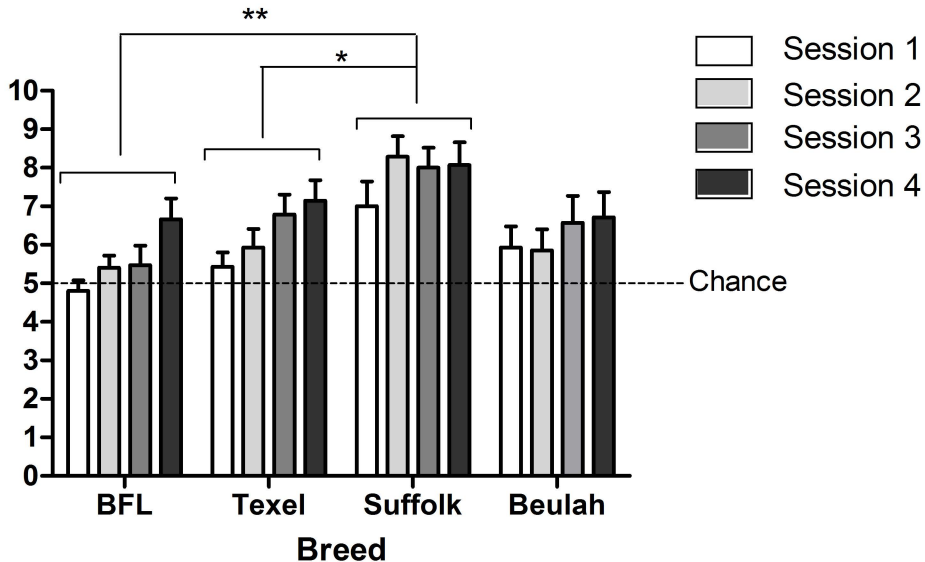 **
*
Session 1
Session 2
Session 3
Session 4
10
9
8
7
6
5
4
3
2
1
0
Chance
BFL Texel Suffolk Beulah
Breed